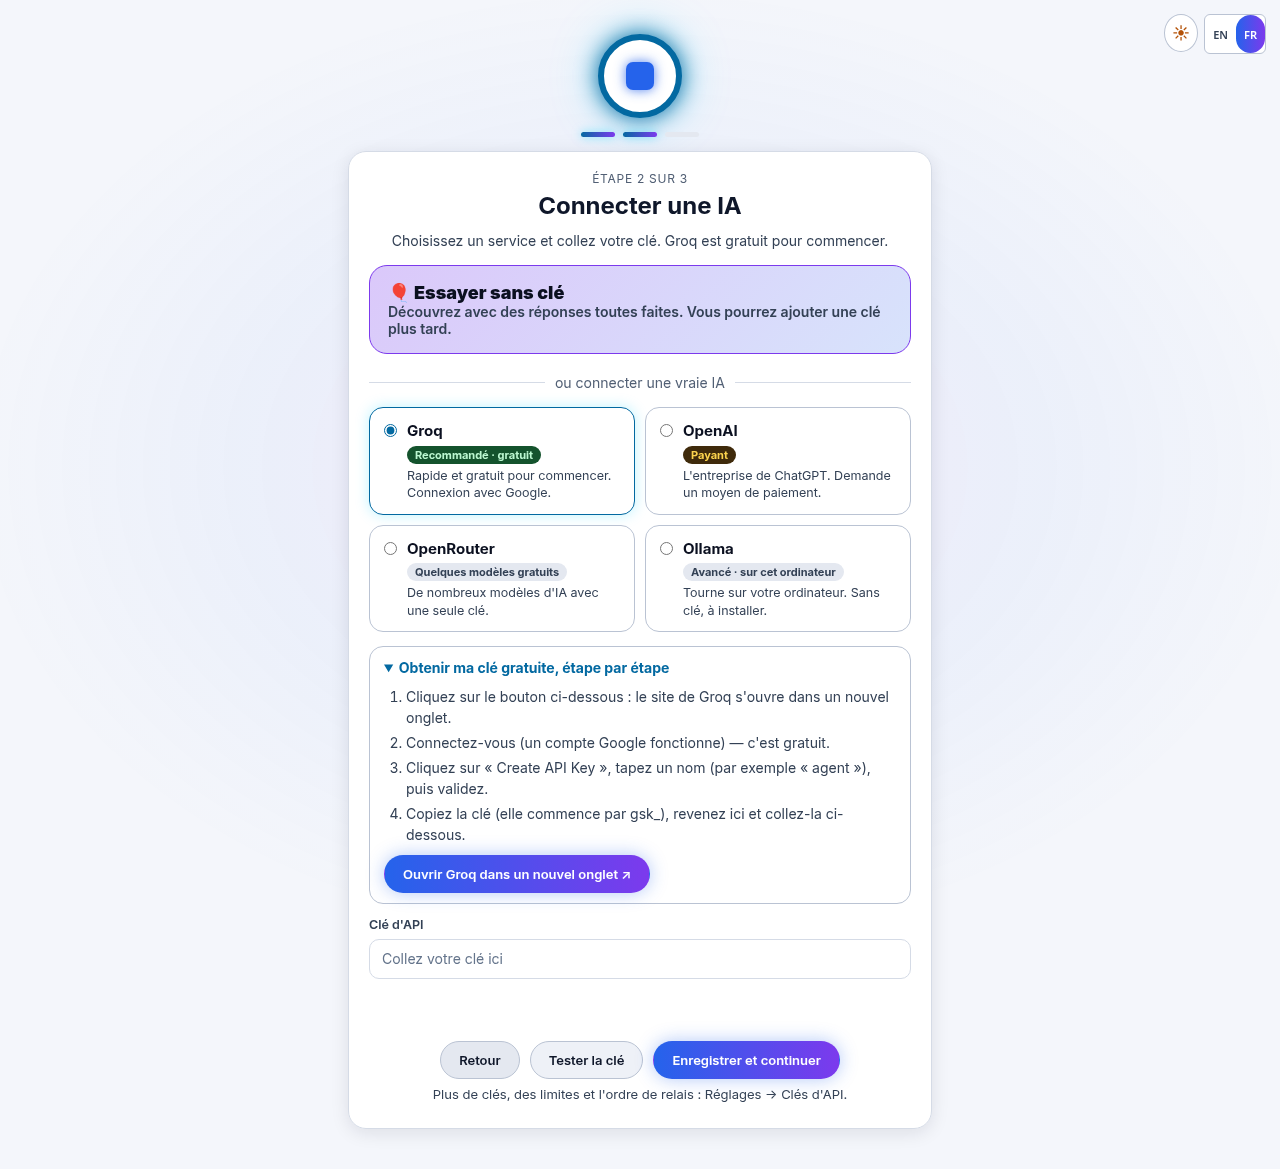 EN FR
ÉTAPE 2 SUR 3
Connecter une IA
Choisissez un service et collez votre clé. Groq est gratuit pour commencer.
🎈 Essayer sans clé
Découvrez avec des réponses toutes faites. Vous pourrez ajouter une clé
plus tard.
ou connecter une vraie IA
Groq
Recommandé · gratuit
Rapide et gratuit pour commencer.
Connexion avec Google.
OpenAI
Payant
L'entreprise de ChatGPT. Demande
un moyen de paiement.
OpenRouter
Quelques modèles gratuits
De nombreux modèles d'IA avec
une seule clé.
Ollama
Avancé · sur cet ordinateur
Tourne sur votre ordinateur. Sans
clé, à installer.
▼ Obtenir ma clé gratuite, étape par étape
1. Cliquez sur le bouton ci-dessous : le site de Groq s'ouvre dans un nouvel
onglet.
2. Connectez-vous (un compte Google fonctionne) — c'est gratuit.
3. Cliquez sur « Create API Key », tapez un nom (par exemple « agent »),
puis validez.
4. Copiez la clé (elle commence par gsk_), revenez ici et collez-la ci-
dessous.
Ouvrir Groq dans un nouvel onglet ↗
Clé d'API
Collez votre clé ici
Retour
Tester la clé
Enregistrer et continuer
Plus de clés, des limites et l'ordre de relais : Réglages → Clés d'API.